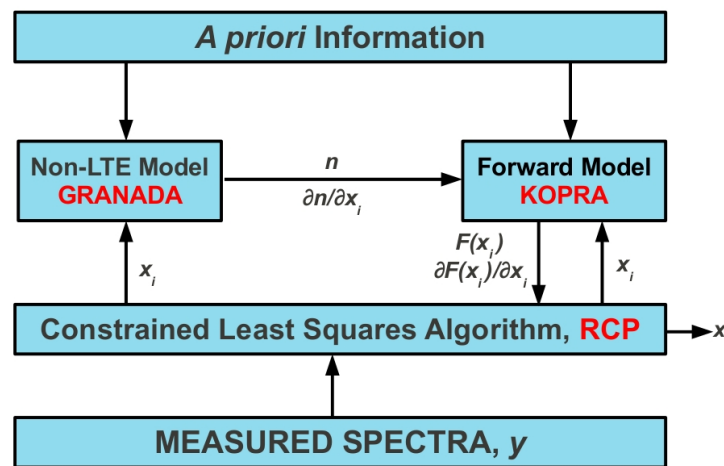 A priori Information
Non-LTE Model
GRANADA
n
∂n/∂xᵢ
Forward Model
KOPRA
F(xᵢ)
∂F(xᵢ)/∂xᵢ
xᵢ
xᵢ
Constrained Least Squares Algorithm, RCP
x
MEASURED SPECTRA, y